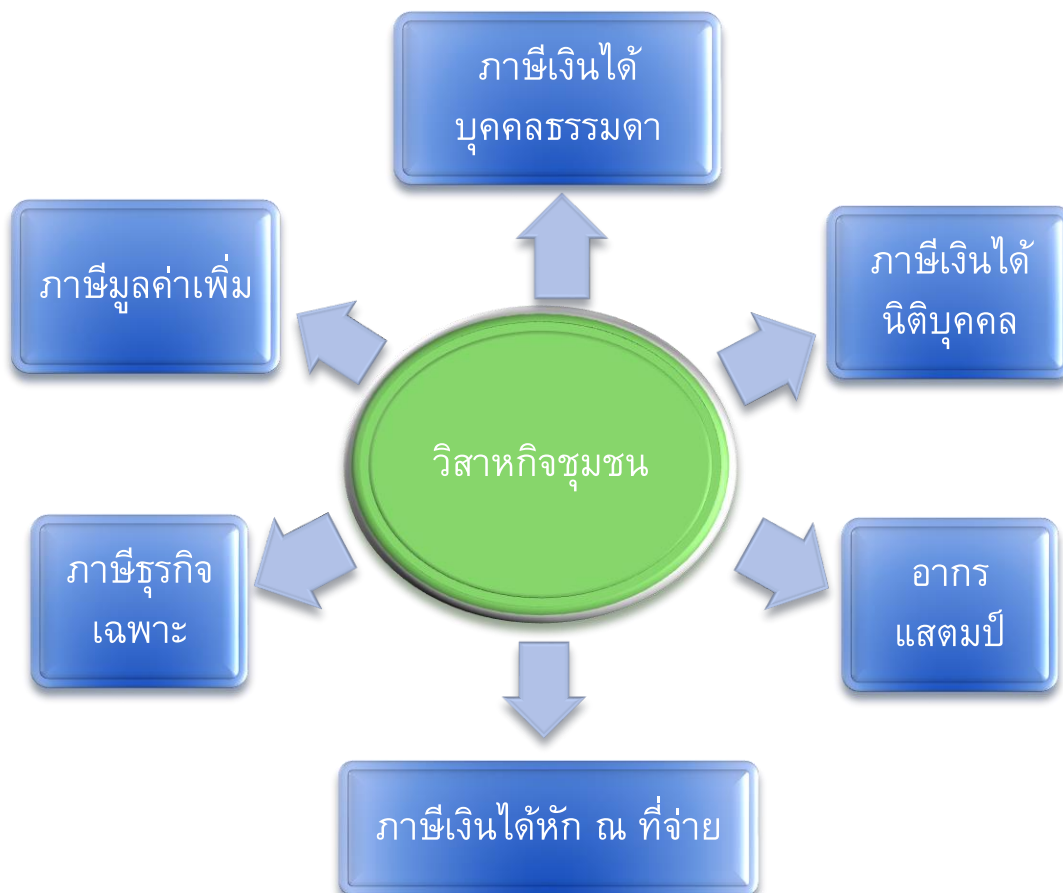 ภาษีเงินได้
บุคคลธรรมดา
ภาษีมูลค่าเพิ่ม
ภาษีเงินได้
นิติบุคคล
วิสาหกิจชุมชน
ภาษีธุรกิจ
เฉพาะ
อากร
แสตมป์
ภาษีเงินได้หัก ณ ที่จ่าย